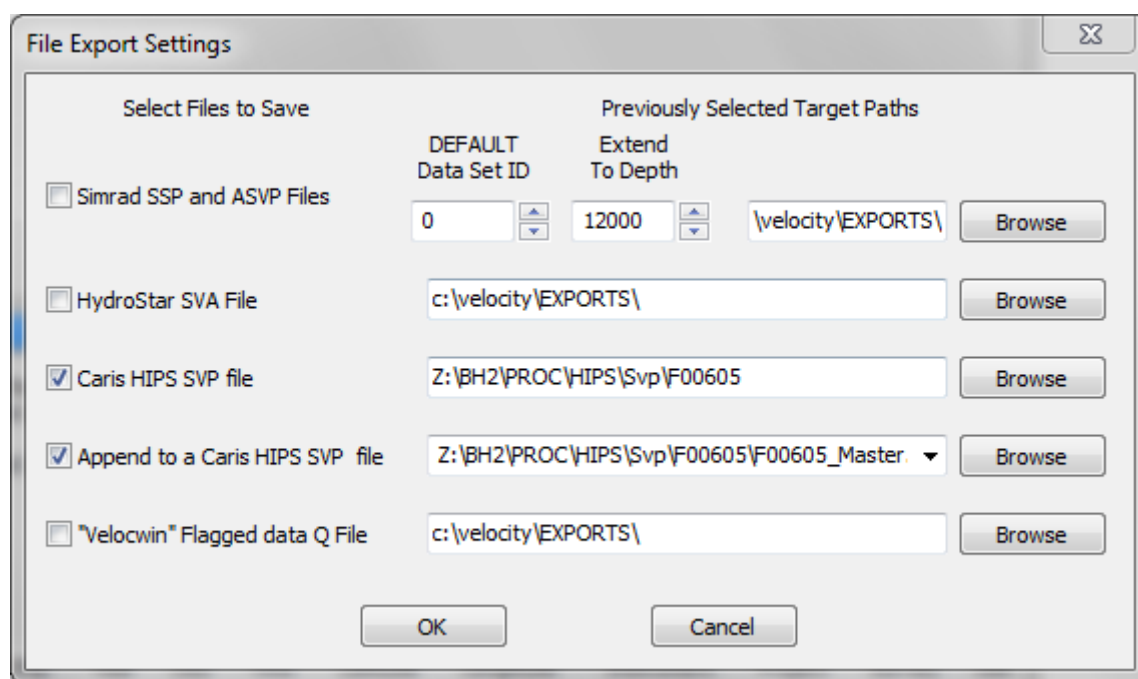 File Export Settings
Select Files to Save
Previously Selected Target Paths
DEFAULT
Data Set ID
Extend
To Depth
Simrad SSP and ASVP Files
0
12000
\velocity\EXPORTS\
Browse
HydroStar SVA File
c:\velocity\EXPORTS\
Browse
Caris HIPS SVP file
Z:\BH2\PROC\HIPS\Svp\F00605
Browse
Append to a Caris HIPS SVP file
Z:\BH2\PROC\HIPS\Svp\F00605\F00605_Master.
Browse
"Velocwin" Flagged data Q File
c:\velocity\EXPORTS\
Browse
OK
Cancel